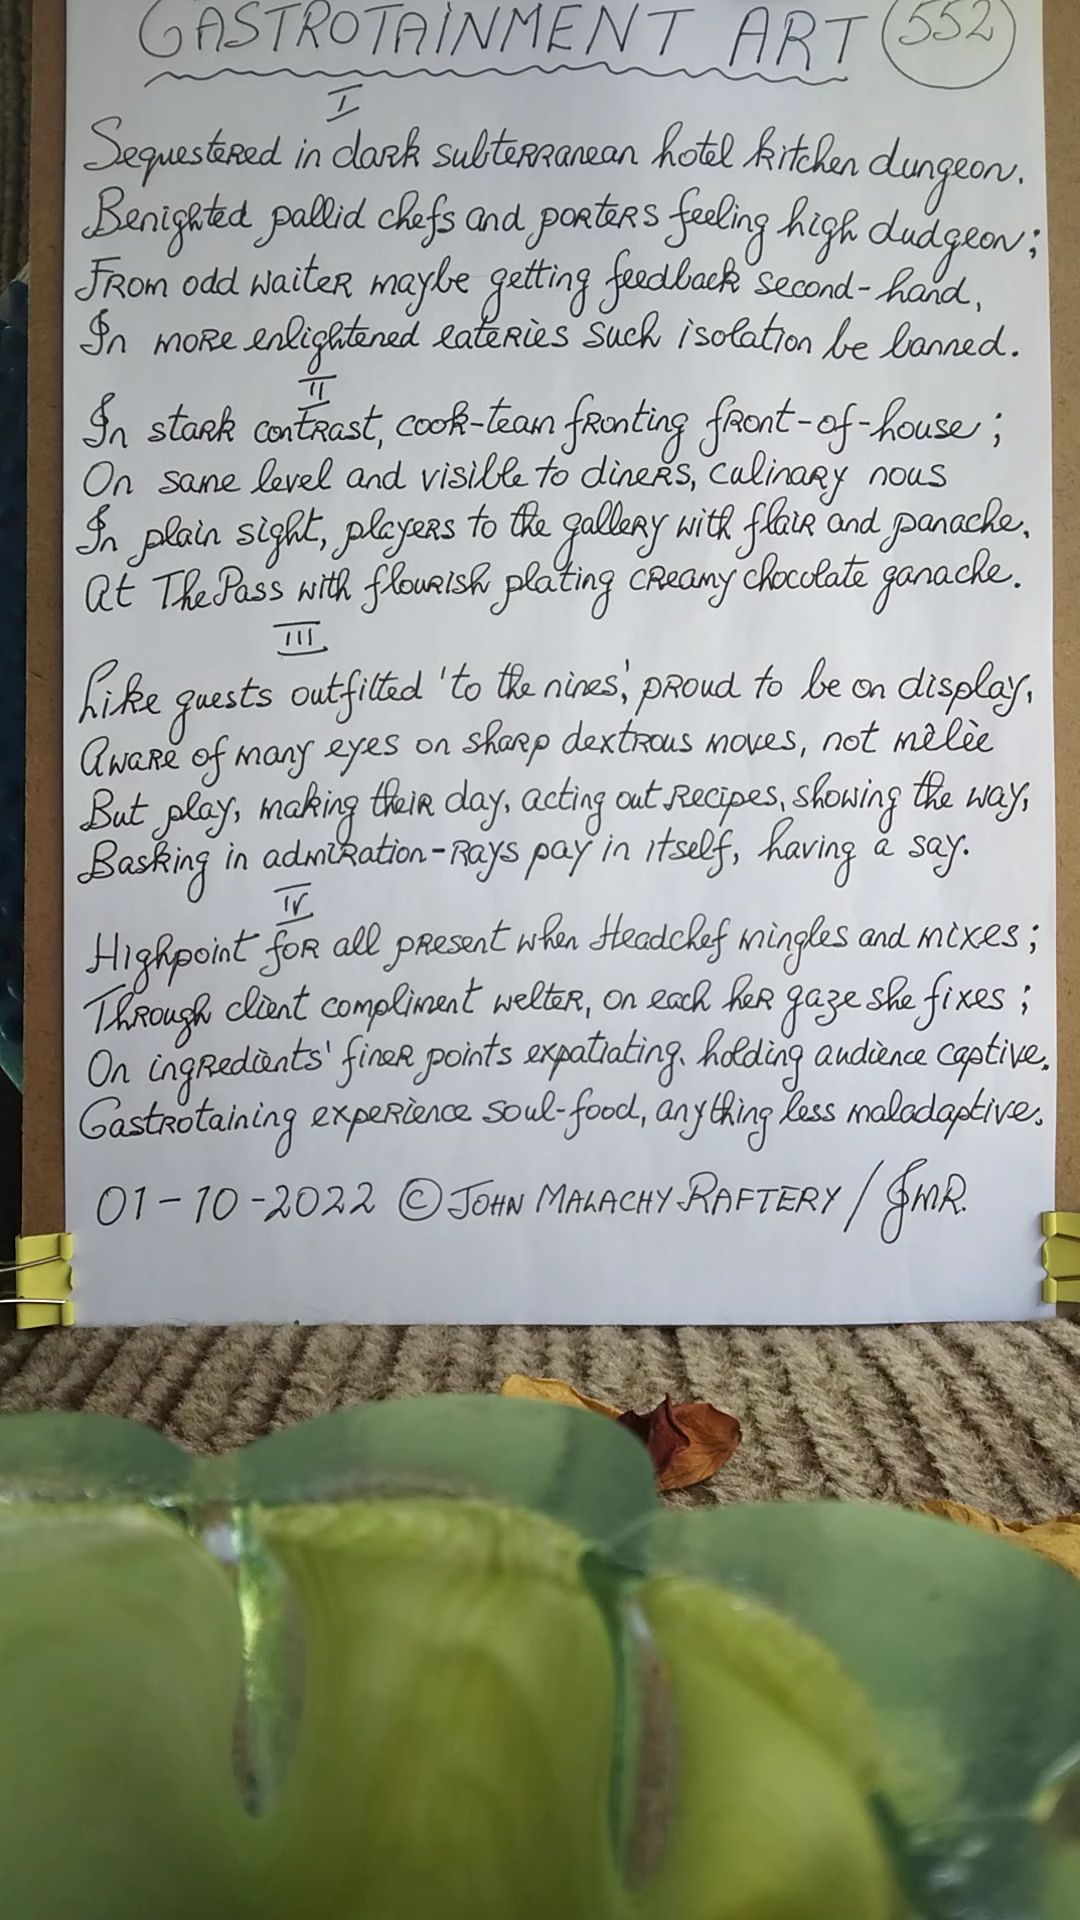 GASTROTAINMENT ART 552
I
Sequestered in dark subterranean hotel kitchen dungeon.
Benighted pallid chefs and porters feeling high dudgeon;
From odd waiter maybe getting feedback second-hand,
In more enlightened eateries such isolation be banned.
II
In stark contrast, cook-team fronting front-of-house;
On same level and visible to diners, culinary nous
In plain sight, players to the gallery with flair and panache,
At The Pass with flourish plating creamy chocolate ganache.
III
Like guests outfitted 'to the nines', proud to be on display,
Aware of many eyes on sharp dextrous moves, not mêlèe
But play, making their day, acting out recipes, showing the way,
Basking in admiration-rays pay in itself, having a say.
IV
Highpoint for all present when Headchef mingles and mixes;
Through client compliment welter, on each her gaze she fixes;
On ingredients' finer points expatiating, holding audience captive,
Gastrotaining experience soul-food, anything less maladaptive.
01-10-2022 © JOHN MALACHY RAFTERY / JMR.